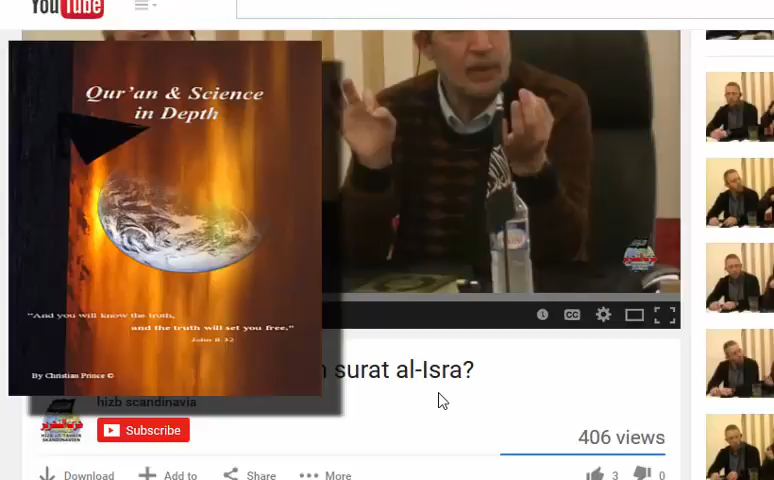 YouTube
Qur'an & Science
in Depth
"And you will know the truth,
and the truth will set you free."
John 8:32
By Christian Prince ©
surat al-Isra?
hizb scandinavia
Subscribe
406 views
Download
Add to
Share
More
3
0
CC